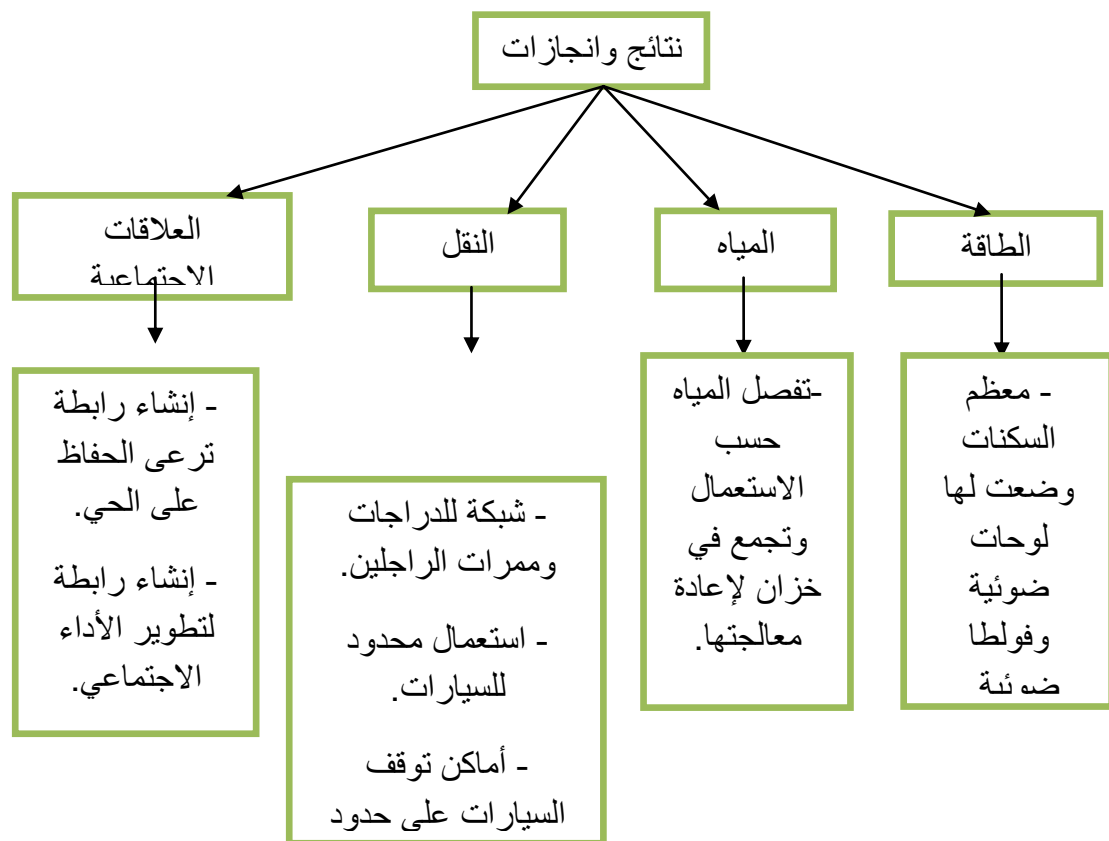 نتائج وانجازات
الطاقة
المياه
النقل
العلاقات
الاجتماعية
- معظم
السكنات
وضعت لها
لوحات
ضوئية
وفولطا
ضوئية
-تفصل المياه
حسب
الاستعمال
وتجمع في
خزان لإعادة
معالجتها.
- شبكة للدراجات
وممرات الراجلين.
- استعمال محدود
للسيارات.
- أماكن توقف
السيارات على حدود
- إنشاء رابطة
ترعى الحفاظ
على الحي.
- إنشاء رابطة
لتطوير الأداء
الاجتماعي.